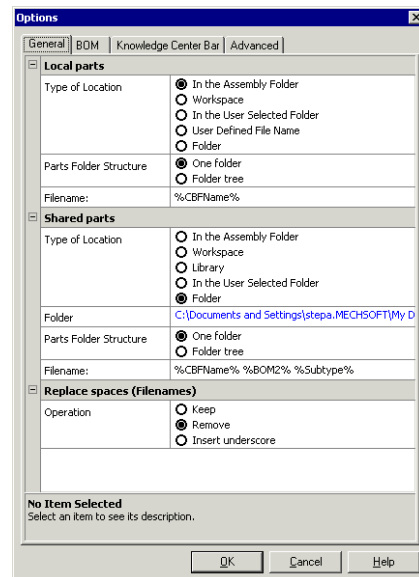 Options
General BOM Knowledge Center Bar Advanced
Local parts
Type of Location
In the Assembly Folder
Workspace
In the User Selected Folder
User Defined File Name
Folder
Parts Folder Structure
One folder
Folder tree
Filename: %CBFName%
Shared parts
Type of Location
In the Assembly Folder
Workspace
Library
In the User Selected Folder
Folder
Folder C:\Documents and Settings\stepa.MECHSOFT\My D
Parts Folder Structure
One folder
Folder tree
Filename: %CBFName% %BOM2% %Subtype%
Replace spaces (Filenames)
Operation
Keep
Remove
Insert underscore
No Item Selected
Select an item to see its description.
OK Cancel Help